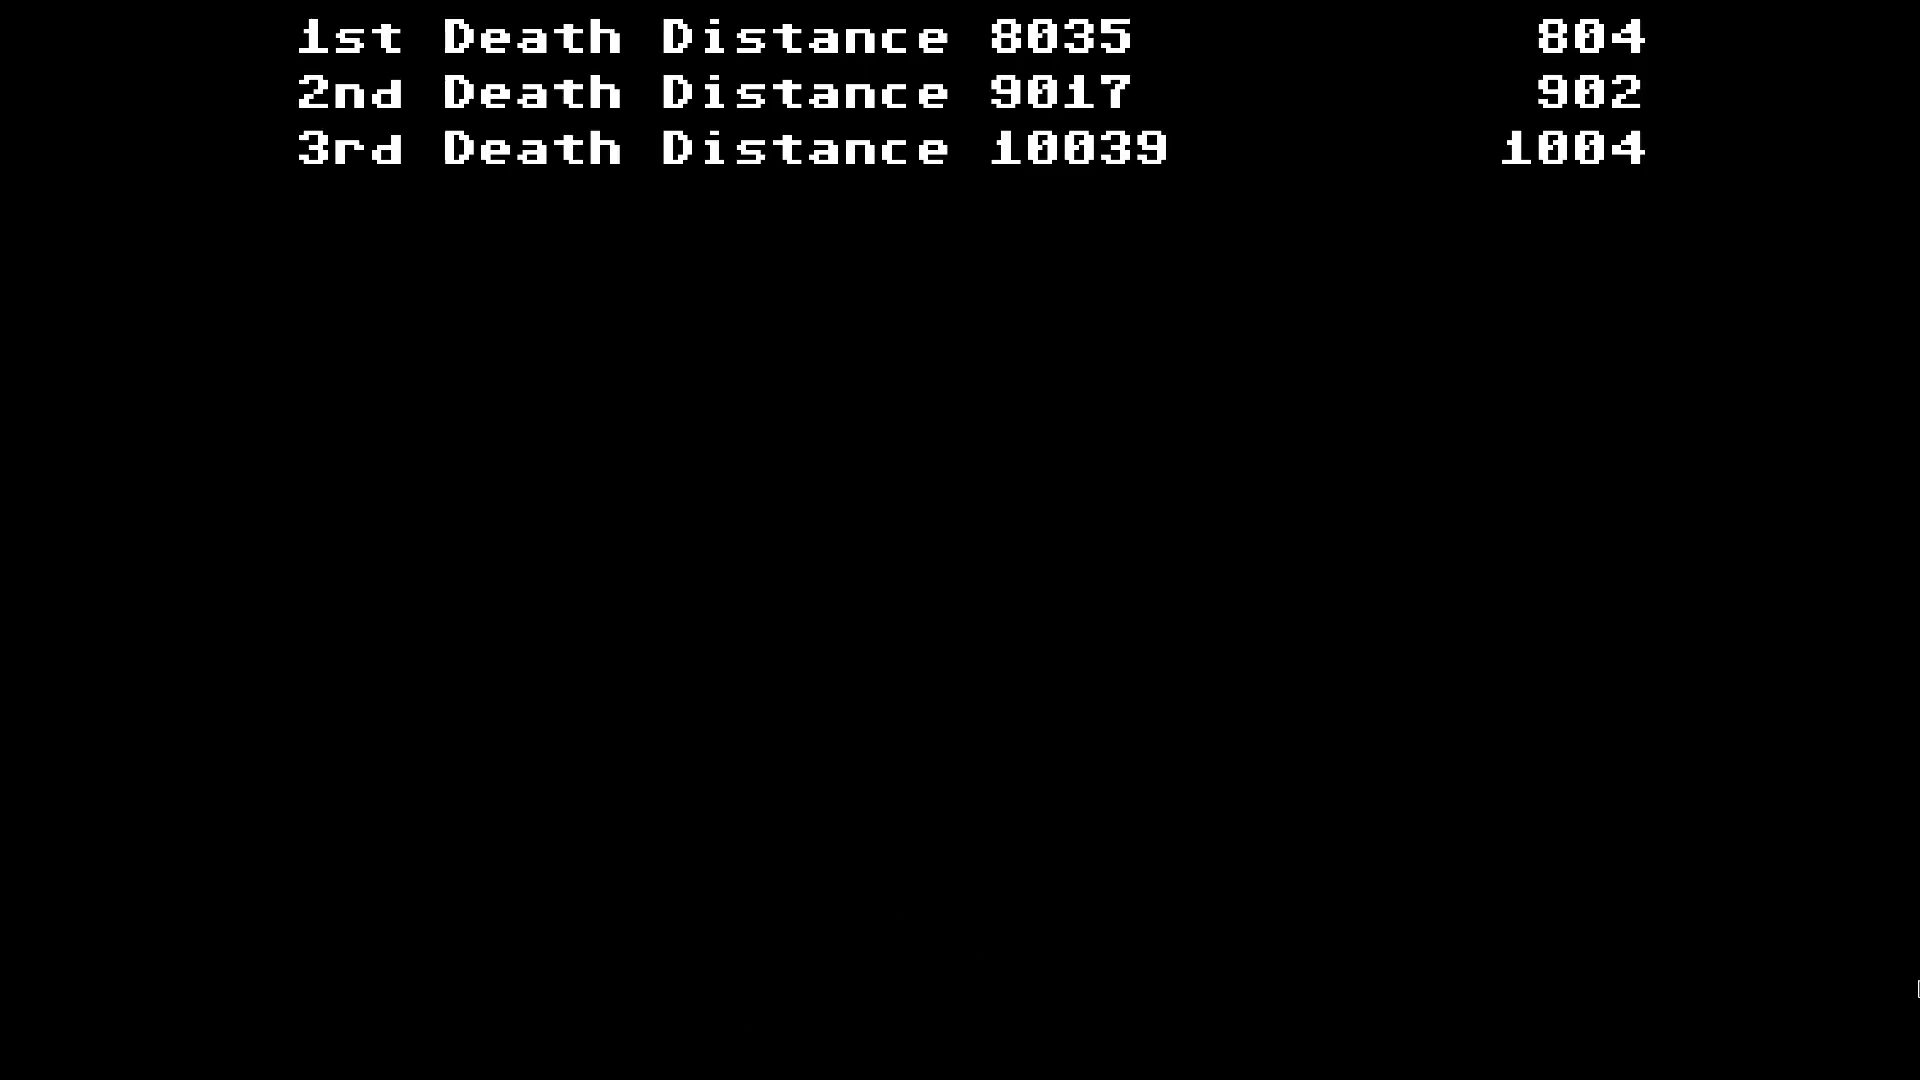 1st Death Distance 8035 804
2nd Death Distance 9017 902
3rd Death Distance 10039 1004